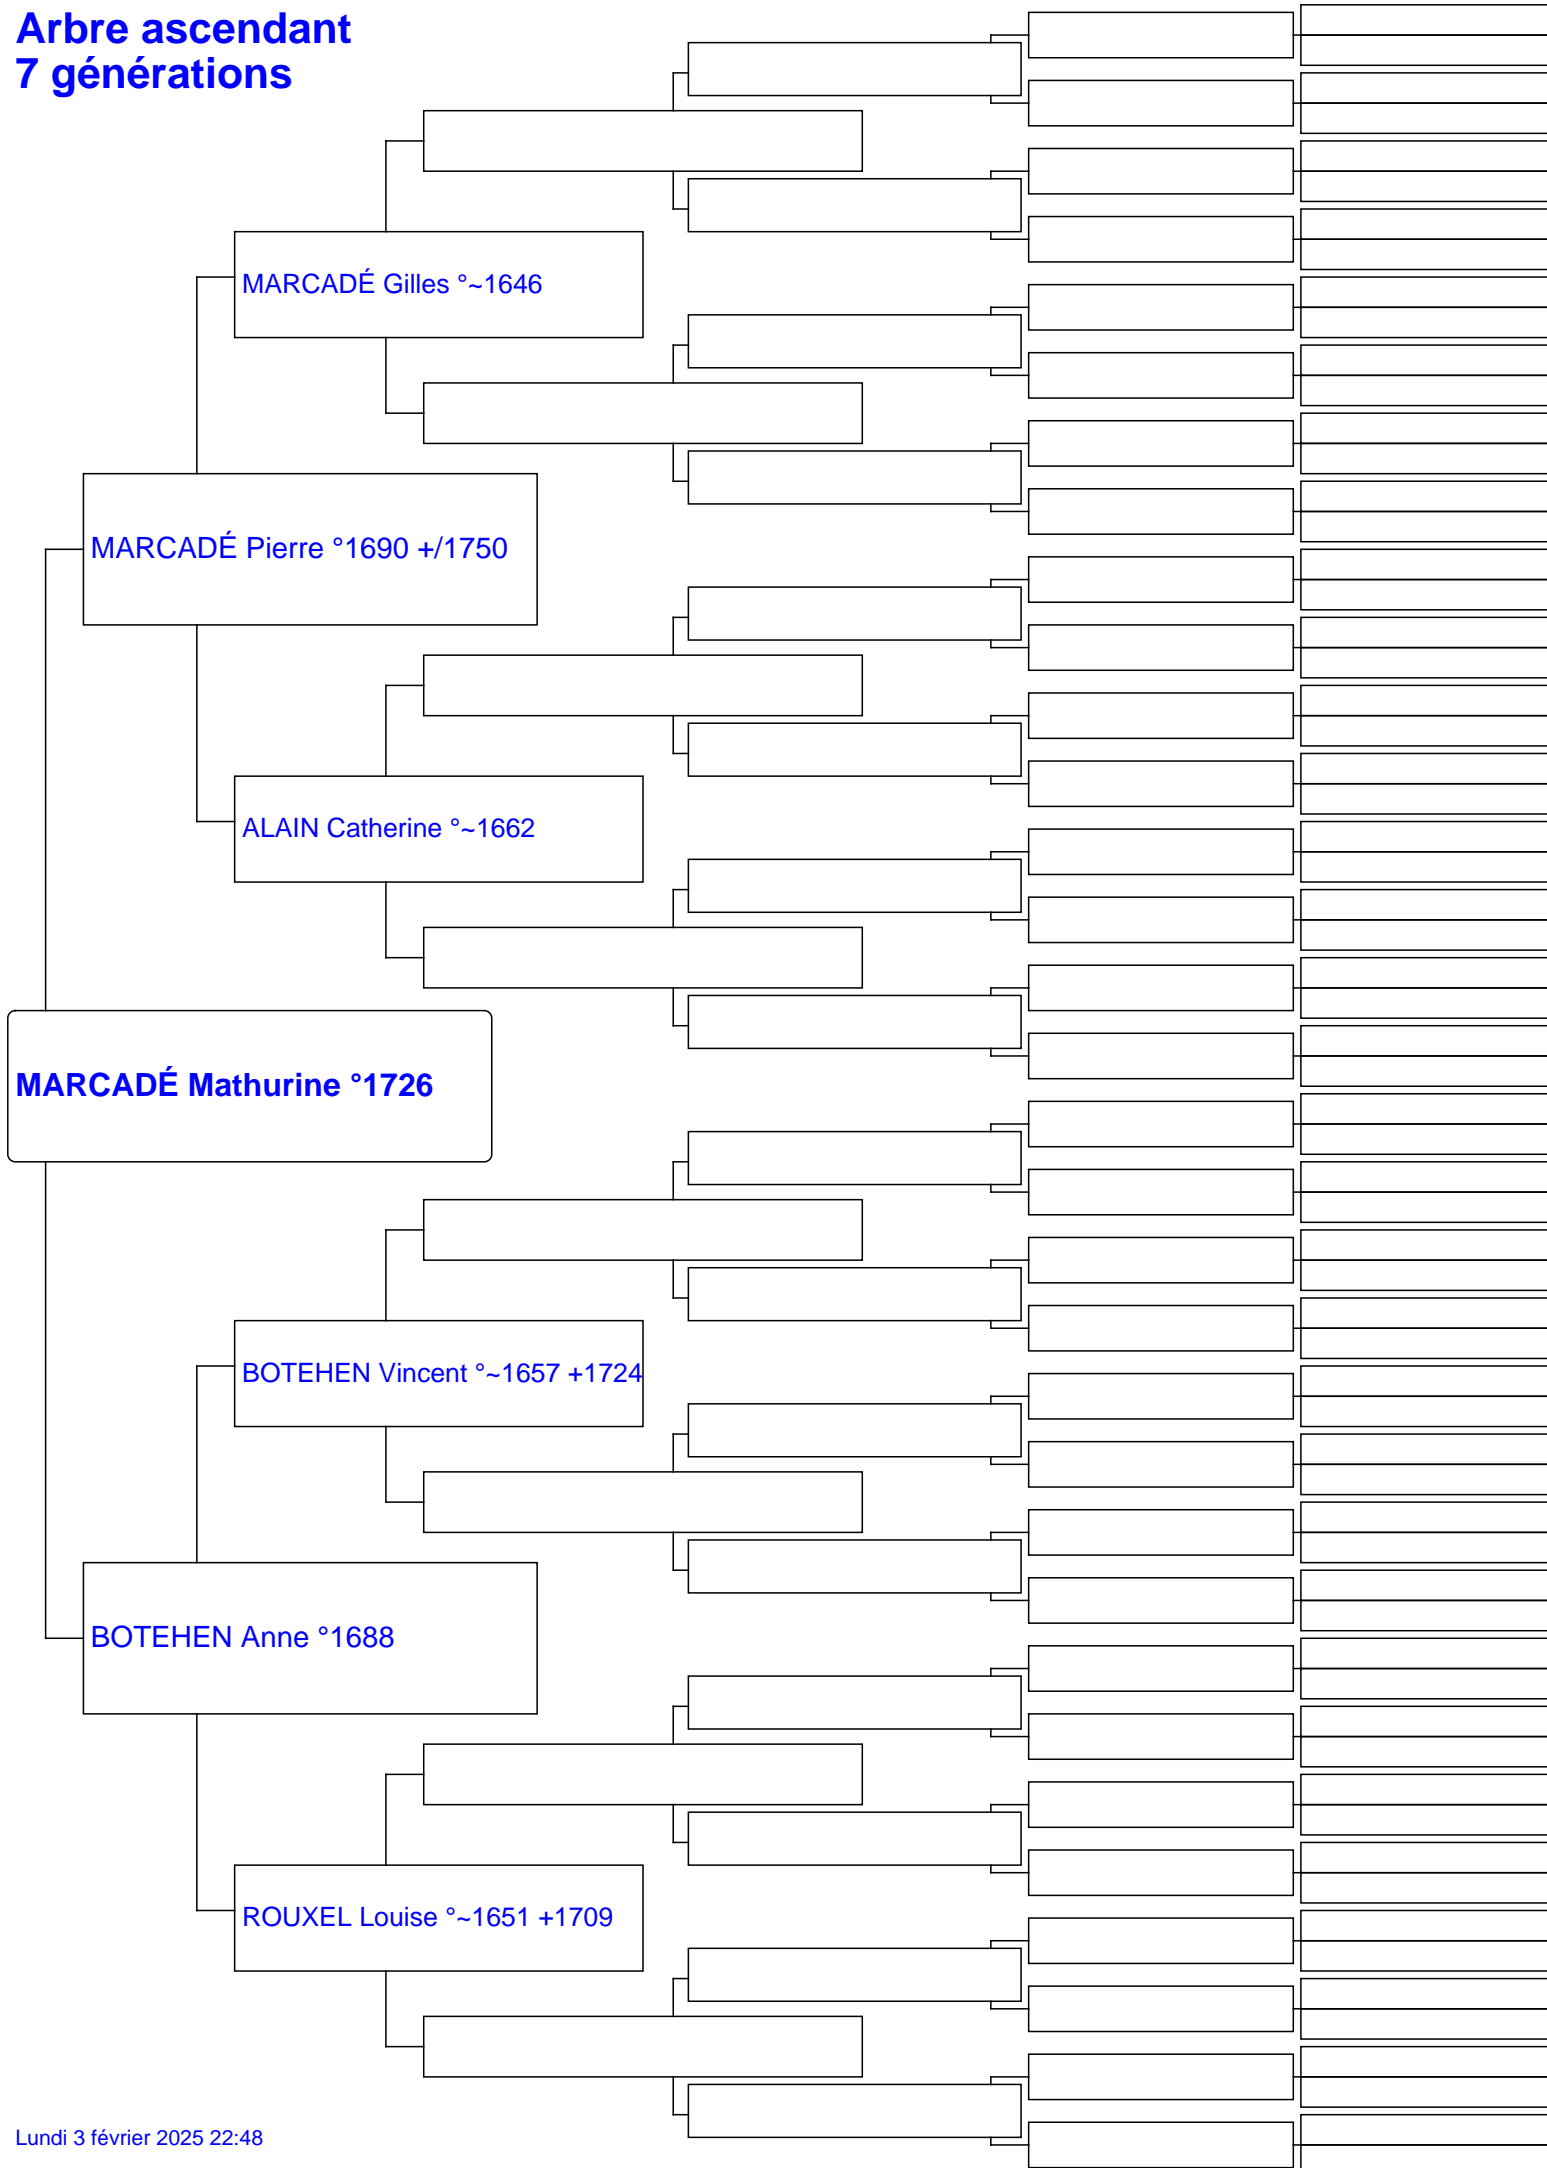 Arbre ascendant
7 générations
MARCADÉ Gilles °~1646
MARCADÉ Pierre °1690 +/1750
ALAIN Catherine °~1662
MARCADÉ Mathurine °1726
BOTEHEN Vincent °~1657 +1724
BOTEHEN Anne °1688
ROUXEL Louise °~1651 +1709
Lundi 3 février 2025 22:48